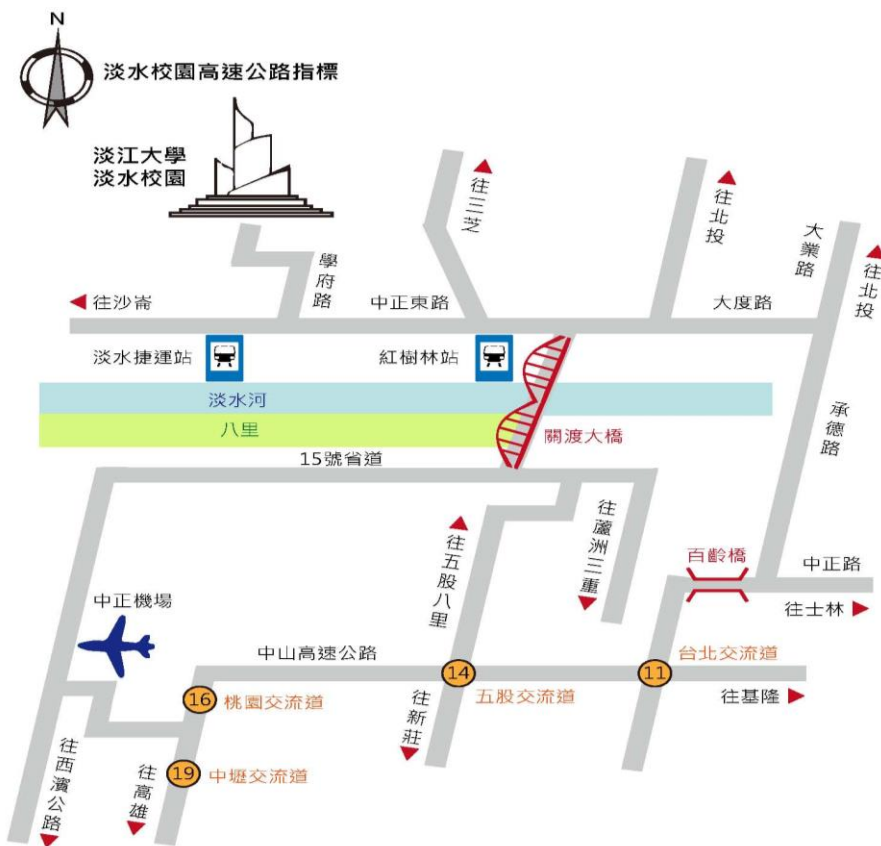 N
淡水校園高速公路指標
淡江大學
淡水校園
往三芝
往北投
大業路
往北投
學府路
往沙崙
中正東路
大度路
淡水捷運站
紅樹林站
淡水河
八里
關渡大橋
承德路
15號省道
往五股八里
往蘆洲三重
百齡橋
中正路
往士林
中正機場
中山高速公路
台北交流道
14
11
16
桃園交流道
五股交流道
往基隆
往新莊
19
中壢交流道
往西濱公路
往高雄